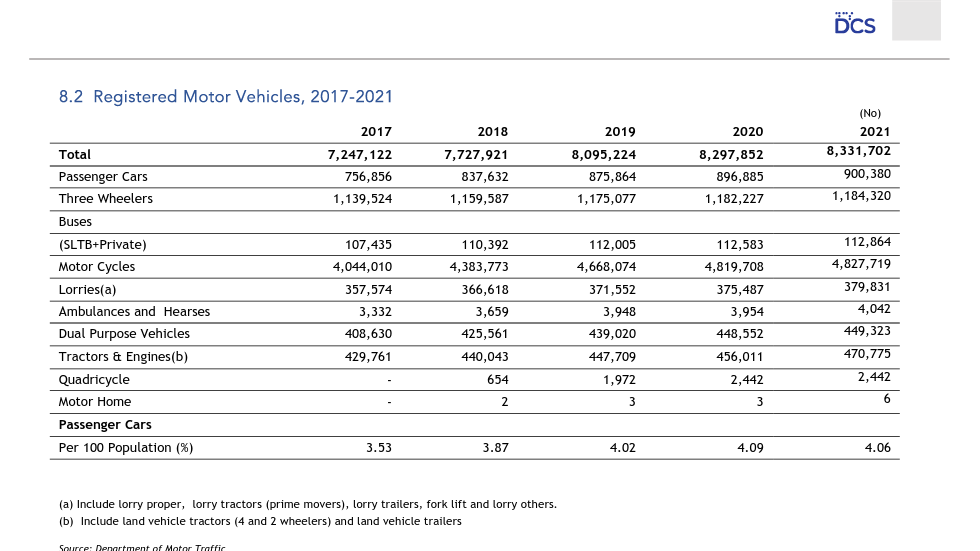 DCS
8.2 Registered Motor Vehicles, 2017-2021
(No)
2017 2018 2019 2020 2021
Total 7,247,122 7,727,921 8,095,224 8,297,852 8,331,702
Passenger Cars 756,856 837,632 875,864 896,885 900,380
Three Wheelers 1,139,524 1,159,587 1,175,077 1,182,227 1,184,320
Buses
(SLTB+Private) 107,435 110,392 112,005 112,583 112,864
Motor Cycles 4,044,010 4,383,773 4,668,074 4,819,708 4,827,719
Lorries(a) 357,574 366,618 371,552 375,487 379,831
Ambulances and Hearses 3,332 3,659 3,948 3,954 4,042
Dual Purpose Vehicles 408,630 425,561 439,020 448,552 449,323
Tractors & Engines(b) 429,761 440,043 447,709 456,011 470,775
Quadricycle - 654 1,972 2,442 2,442
Motor Home - 2 3 3 6
Passenger Cars
Per 100 Population (%) 3.53 3.87 4.02 4.09 4.06
(a) Include lorry proper, lorry tractors (prime movers), lorry trailers, fork lift and lorry others.
(b) Include land vehicle tractors (4 and 2 wheelers) and land vehicle trailers
Source: Department of Motor Traffic